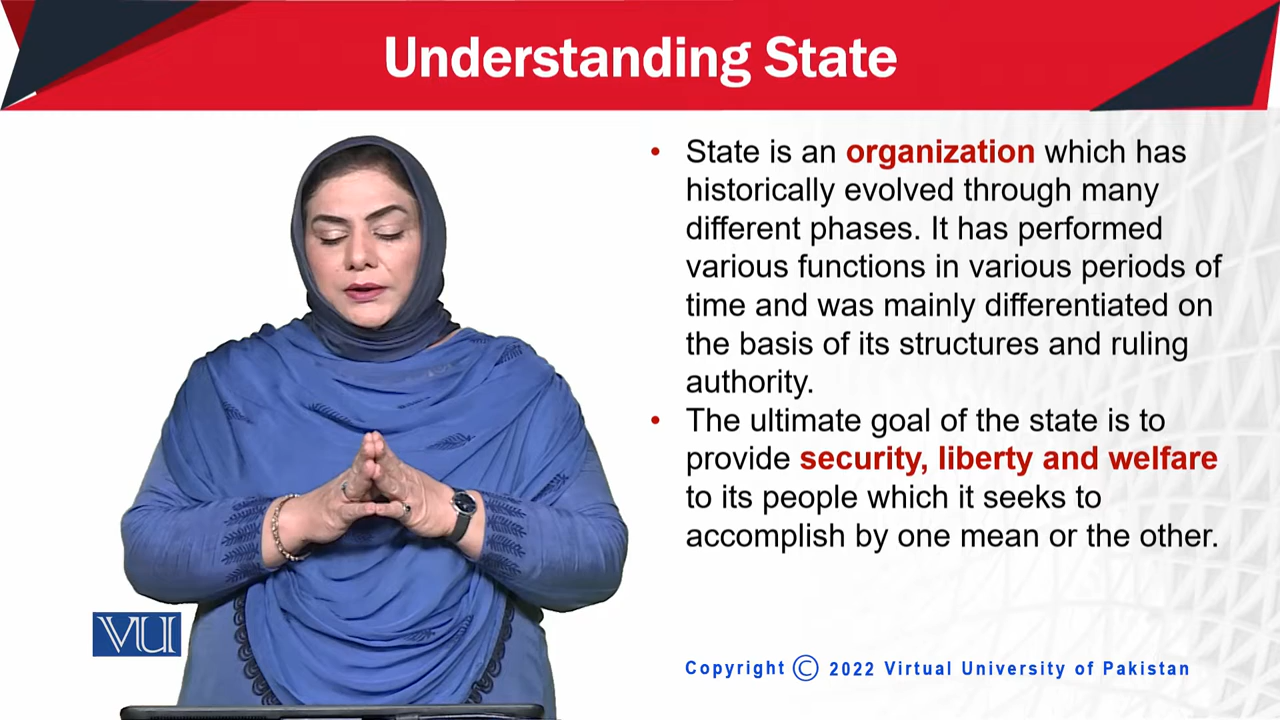 Understanding State
• State is an organization which has
historically evolved through many
different phases. It has performed
various functions in various periods of
time and was mainly differentiated on
the basis of its structures and ruling
authority.
• The ultimate goal of the state is to
provide security, liberty and welfare
to its people which it seeks to
accomplish by one mean or the other.
VU
Copyright © 2022 Virtual University of Pakistan